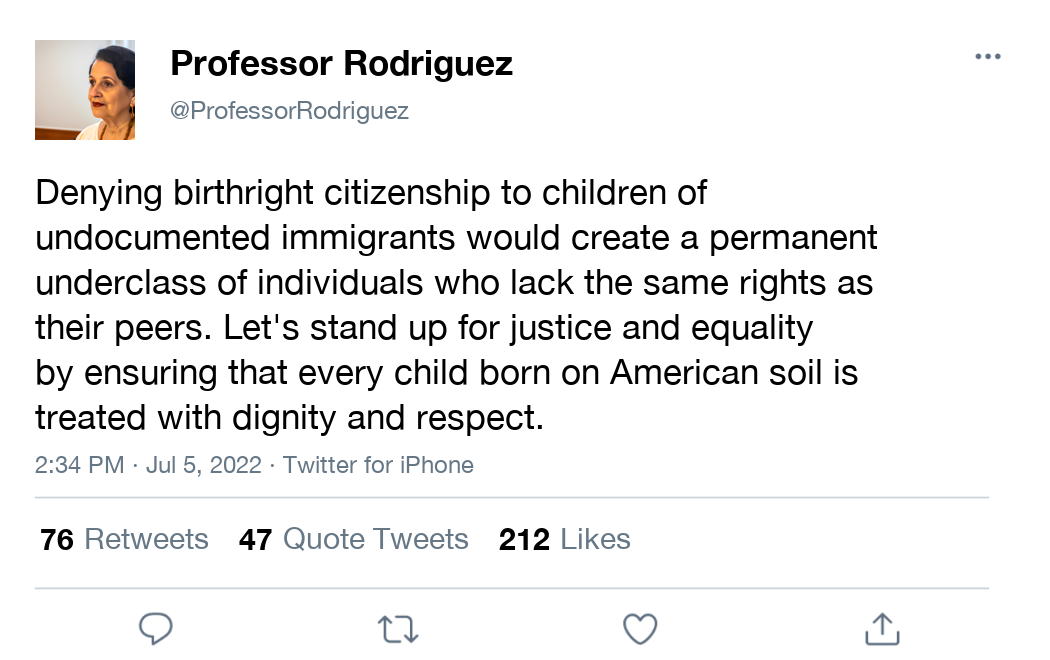 Professor Rodriguez
@ProfessorRodriguez
Denying birthright citizenship to children of
undocumented immigrants would create a permanent
underclass of individuals who lack the same rights as
their peers. Let's stand up for justice and equality
by ensuring that every child born on American soil is
treated with dignity and respect.
2:34 PM · Jul 5, 2022 · Twitter for iPhone
76 Retweets 47 Quote Tweets 212 Likes